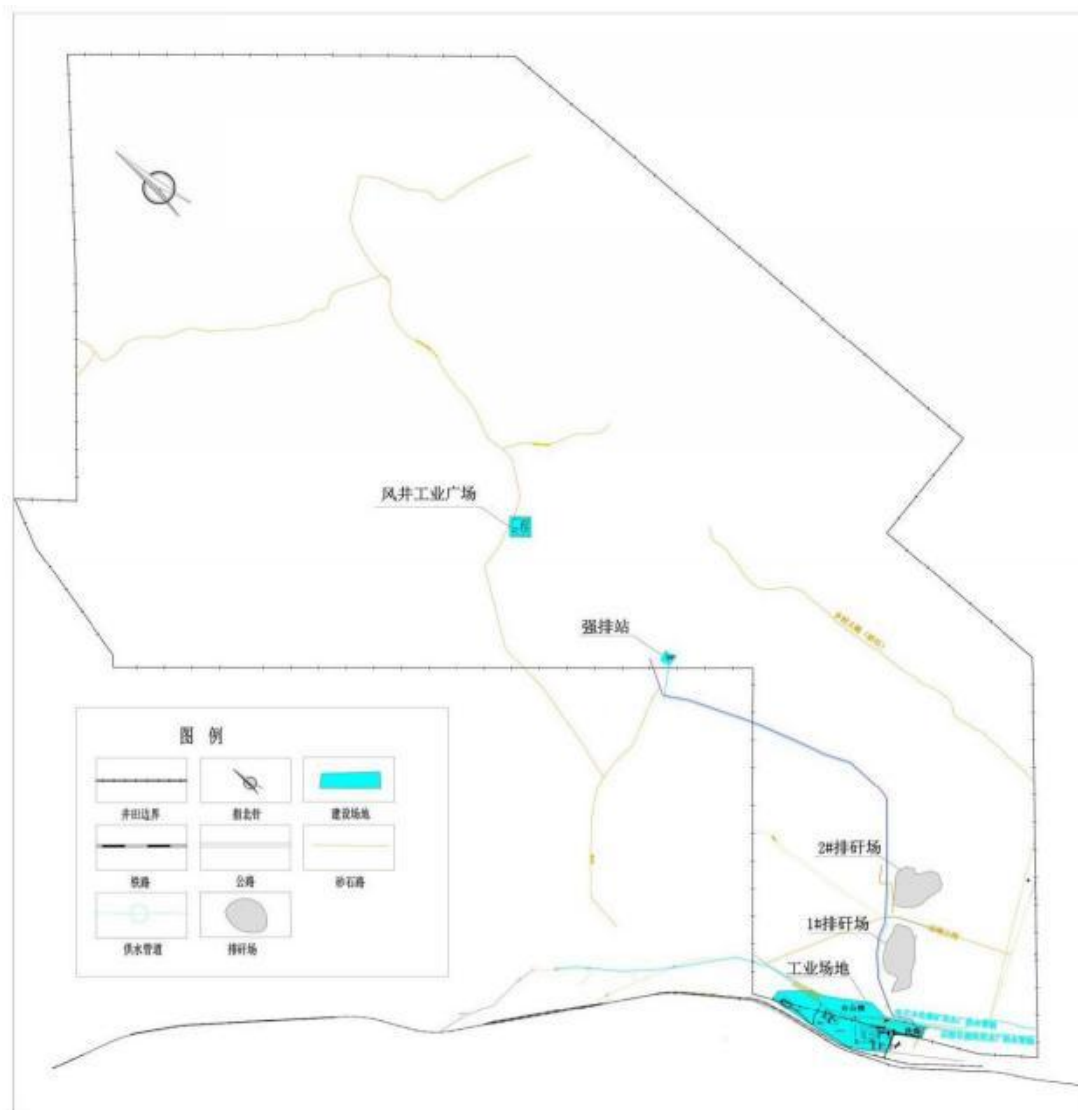 风井工业广场
强排站
2#排矸场
1#排矸场
工业场地
图 例
井田边界
指北针
建设场地
铁路
公路
砂石路
供水管道
排矸场